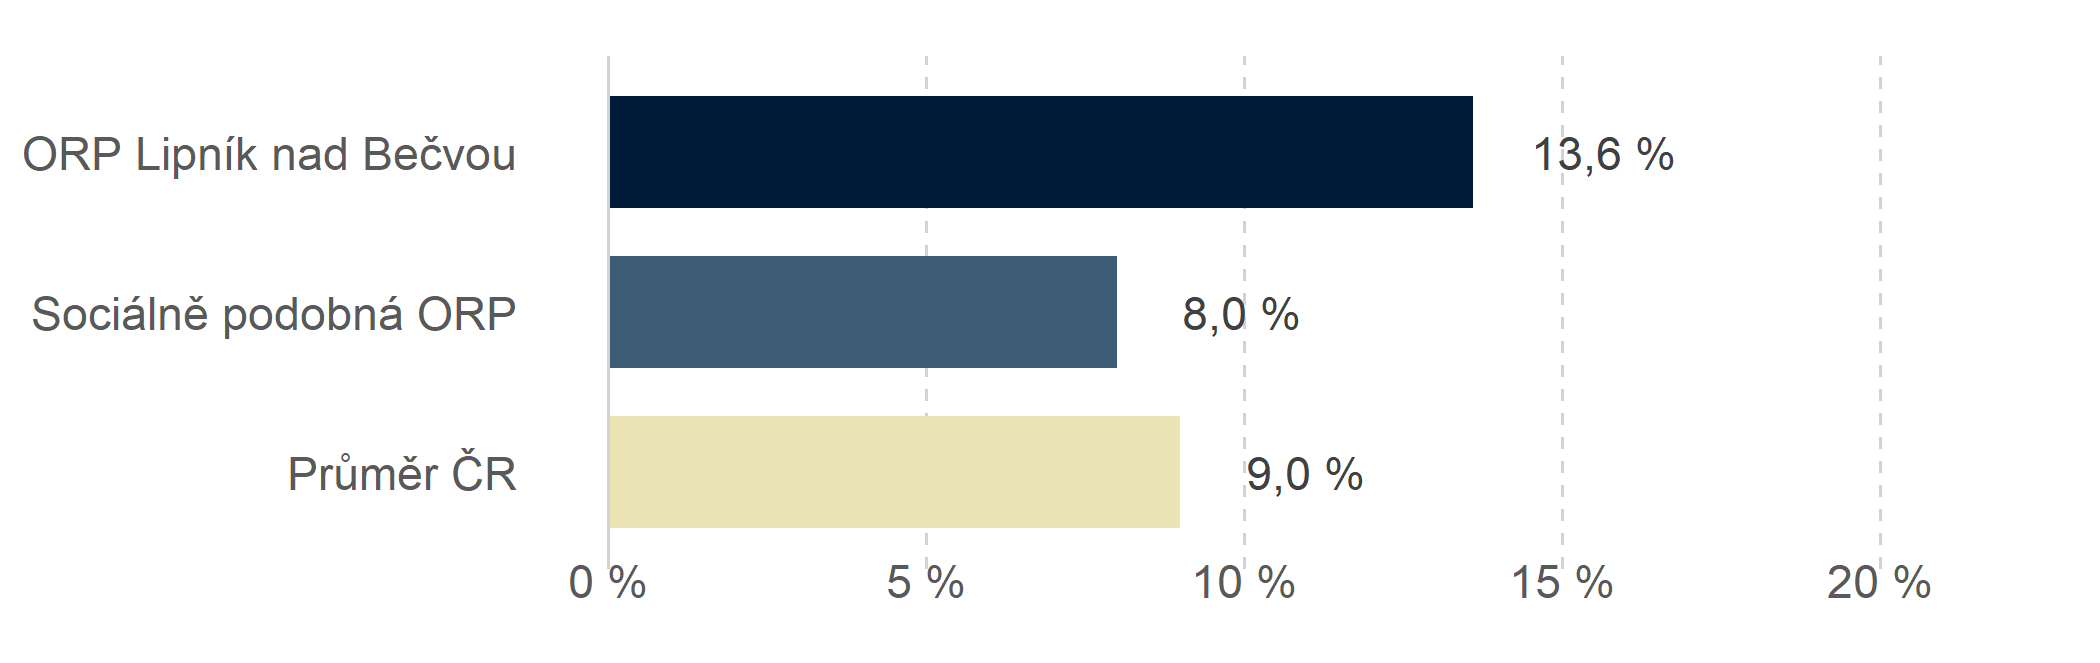 ORP Lipník nad Bečvou
13,6 %
Sociálně podobná ORP
8,0 %
Průměr ČR
9,0 %
0 %
5 %
10 %
15 %
20 %